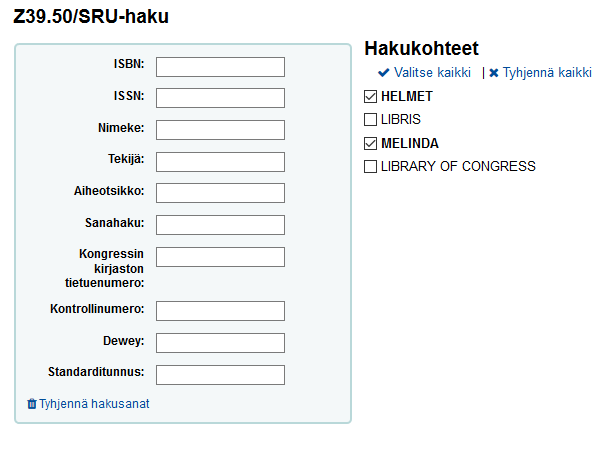 Z39.50/SRU-haku
ISBN:
ISSN:
Nimeke:
Tekijä:
Aiheotsikko:
Sanahaku:
Kongressin
kirjaston
tietuenumero:
Kontrollinumero:
Dewey:
Standarditunnus:
Tyhjennä hakusanat
Hakukohteet
Valitse kaikki | Tyhjennä kaikki
HELMET
LIBRIS
MELINDA
LIBRARY OF CONGRESS